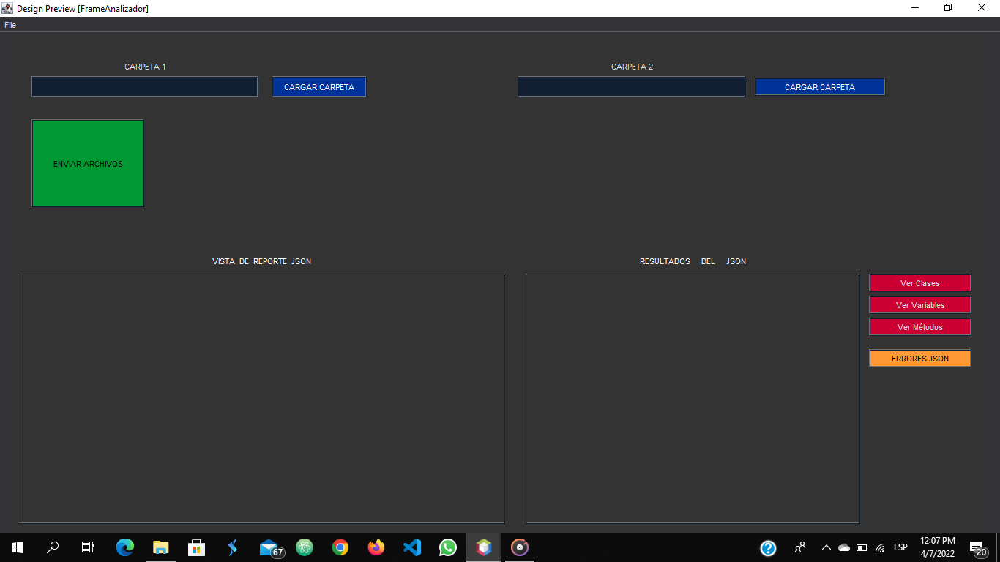 Design Preview [FrameAnalizador]
File
CARPETA 1
CARPETA 2
CARGAR CARPETA
CARGAR CARPETA
ENVIAR ARCHIVOS
VISTA DE REPORTE JSON
RESULTADOS DEL JSON
Ver Clases
Ver Variables
Ver Métodos
ERRORES JSON
67
ESP
12:07 PM
4/7/2022
20